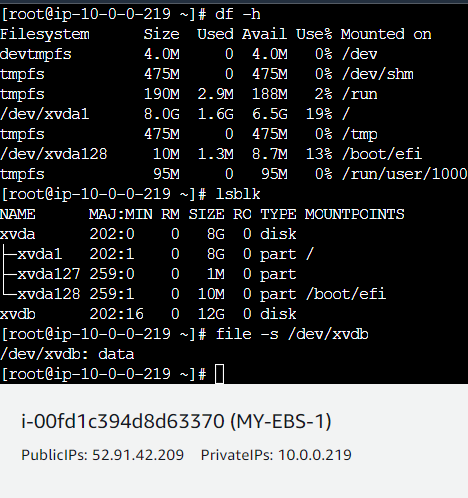 [root@ip-10-0-0-219 ~]# df -h
Filesystem      Size  Used Avail Use% Mounted on
devtmpfs        4.0M     0  4.0M   0% /dev
tmpfs           475M     0  475M   0% /dev/shm
tmpfs           190M  2.9M  188M   2% /run
/dev/xvda1      8.0G  1.6G  6.5G  19% /
tmpfs           475M     0  475M   0% /tmp
/dev/xvda128     10M  1.3M  8.7M  13% /boot/efi
tmpfs            95M     0   95M   0% /run/user/1000
[root@ip-10-0-0-219 ~]# lsblk
NAME      MAJ:MIN RM SIZE RO TYPE MOUNTPOINTS
xvda      202:0    0   8G  0 disk
├─xvda1   202:1    0   8G  0 part /
├─xvda127 259:0    0   1M  0 part
└─xvda128 259:1    0  10M  0 part /boot/efi
xvdb      202:16   0  12G  0 disk
[root@ip-10-0-0-219 ~]# file -s /dev/xvdb
/dev/xvdb: data
[root@ip-10-0-0-219 ~]#
i-00fd1c394d8d63370 (MY-EBS-1)
PublicIPs: 52.91.42.209    PrivateIPs: 10.0.0.219